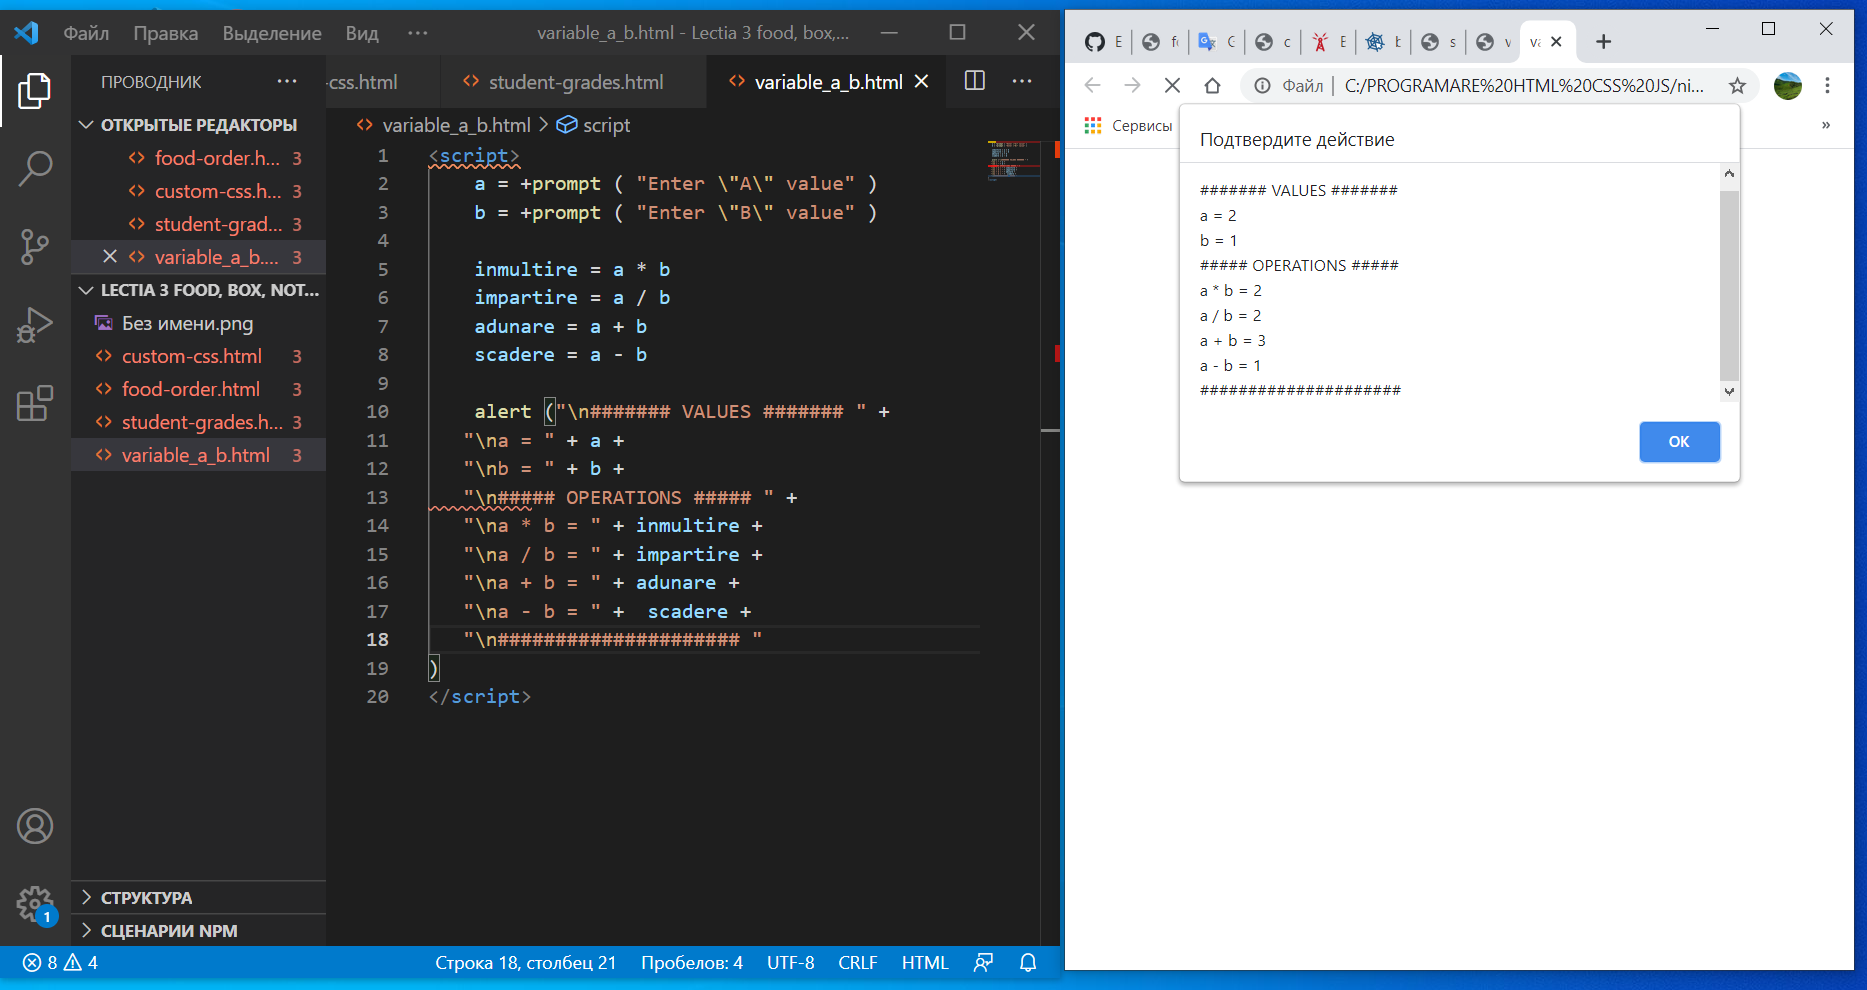 Файл Правка Выделение Вид ··· variable_a_b.html - Lectia 3 food, box,...
ПРОВОДНИК ···
ОТКРЫТЫЕ РЕДАКТОРЫ
food-order.h... 3
custom-css.h... 3
student-grad... 3
variable_a_b.... 3
LECTIA 3 FOOD, BOX, NOT...
Без имени.png
custom-css.html 3
food-order.html 3
student-grades.h... 3
variable_a_b.html 3
СТРУКТУРА
СЦЕНАРИИ NPM
-css.html student-grades.html variable_a_b.html
variable_a_b.html > script
1 <script>
2 a = +prompt ( "Enter \"A\" value" )
3 b = +prompt ( "Enter \"B\" value" )
4
5 inmultire = a * b
6 impartire = a / b
7 adunare = a + b
8 scadere = a - b
9
10 alert ("\n####### VALUES ####### " +
11 "\na = " + a +
12 "\nb = " + b +
13 "\n##### OPERATIONS ##### " +
14 "\na * b = " + inmultire +
15 "\na / b = " + impartire +
16 "\na + b = " + adunare +
17 "\na - b = " +  scadere +
18 "\n##################### "
19 )
20 </script>
1
8 4 Строка 18, столбец 21 Пробелов: 4 UTF-8 CRLF HTML
Файл | C:/PROGRAMARE%20HTML%20CSS%20JS/ni...
Сервисы »
Подтвердите действие
####### VALUES #######
a = 2
b = 1
##### OPERATIONS #####
a * b = 2
a / b = 2
a + b = 3
a - b = 1
#####################
OK